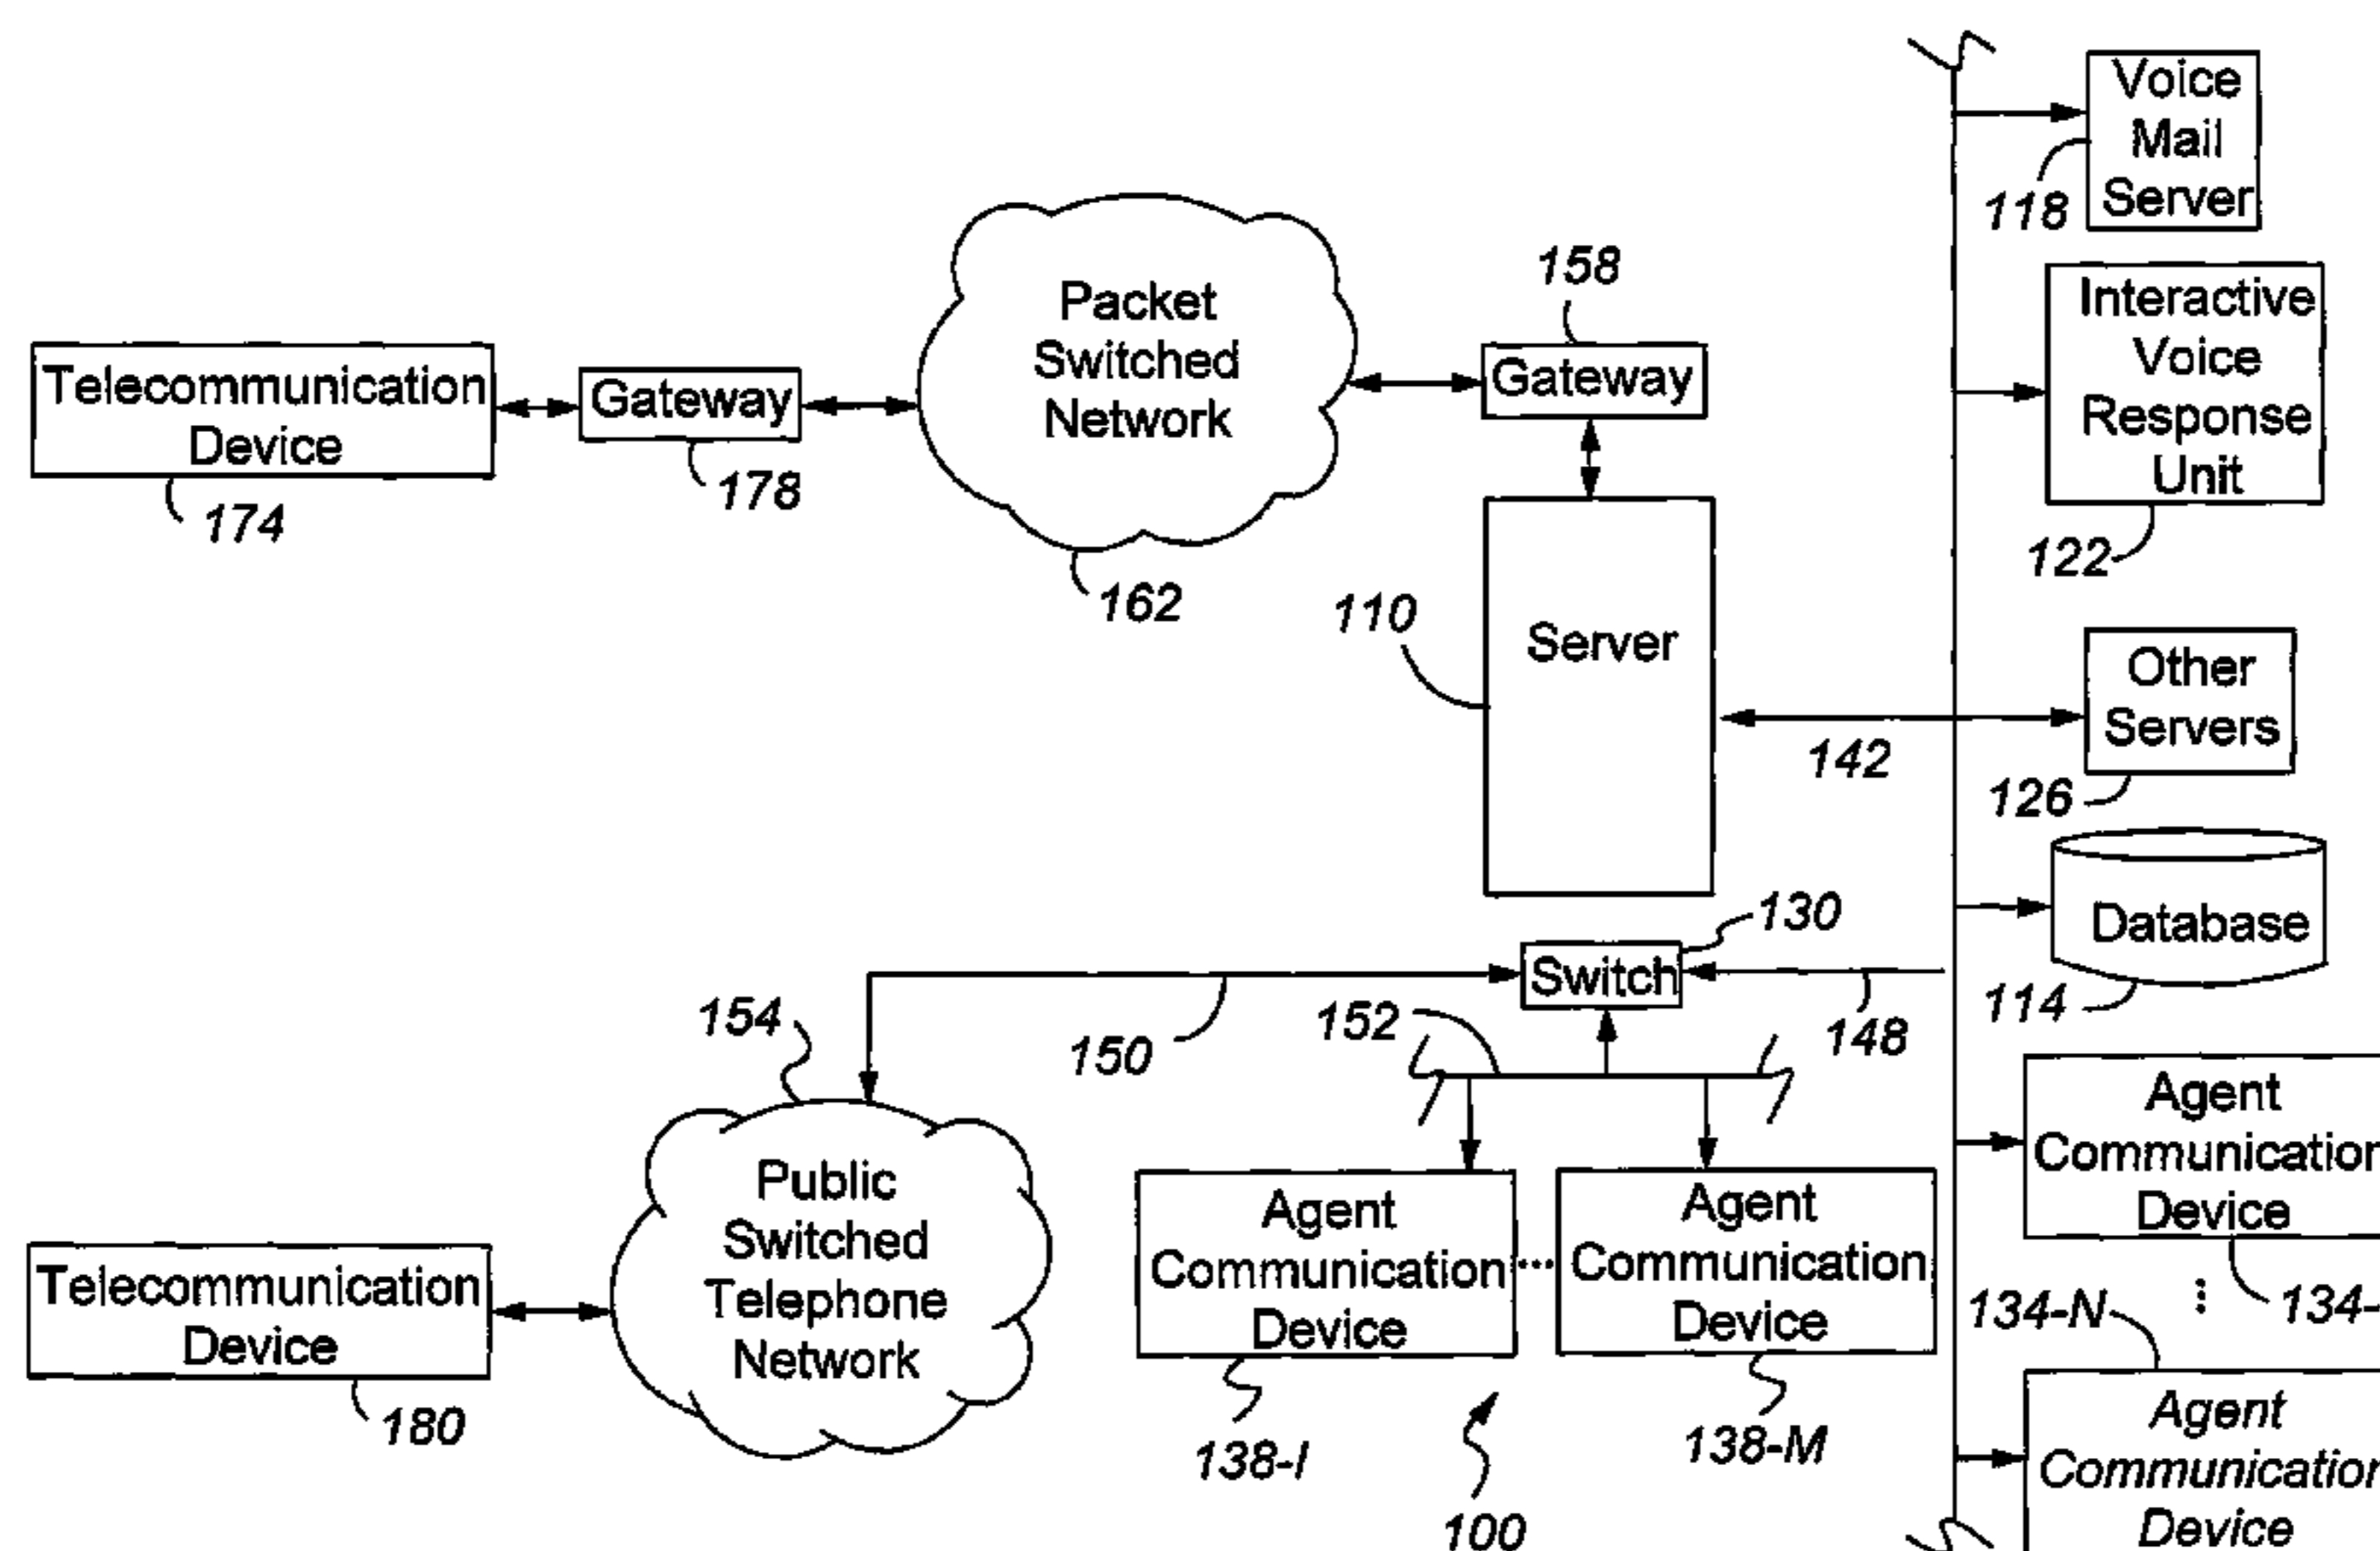 Voice
Mail
Server
118
Interactive
Voice
Response
Unit
122
158
Packet
Switched
Network
Gateway
Telecommunication
Device
Gateway
174
178
162
110
Server
Other
Servers
142
126
130
Database
Switch
114
154
150
152
148
Agent
Communication
Device
134-
134-N
Agent
Communication
Device
Public
Switched
Telephone
Network
Agent
Communication
Device
...
Agent
Communication
Device
Telecommunication
Device
180
138-I
138-M
100